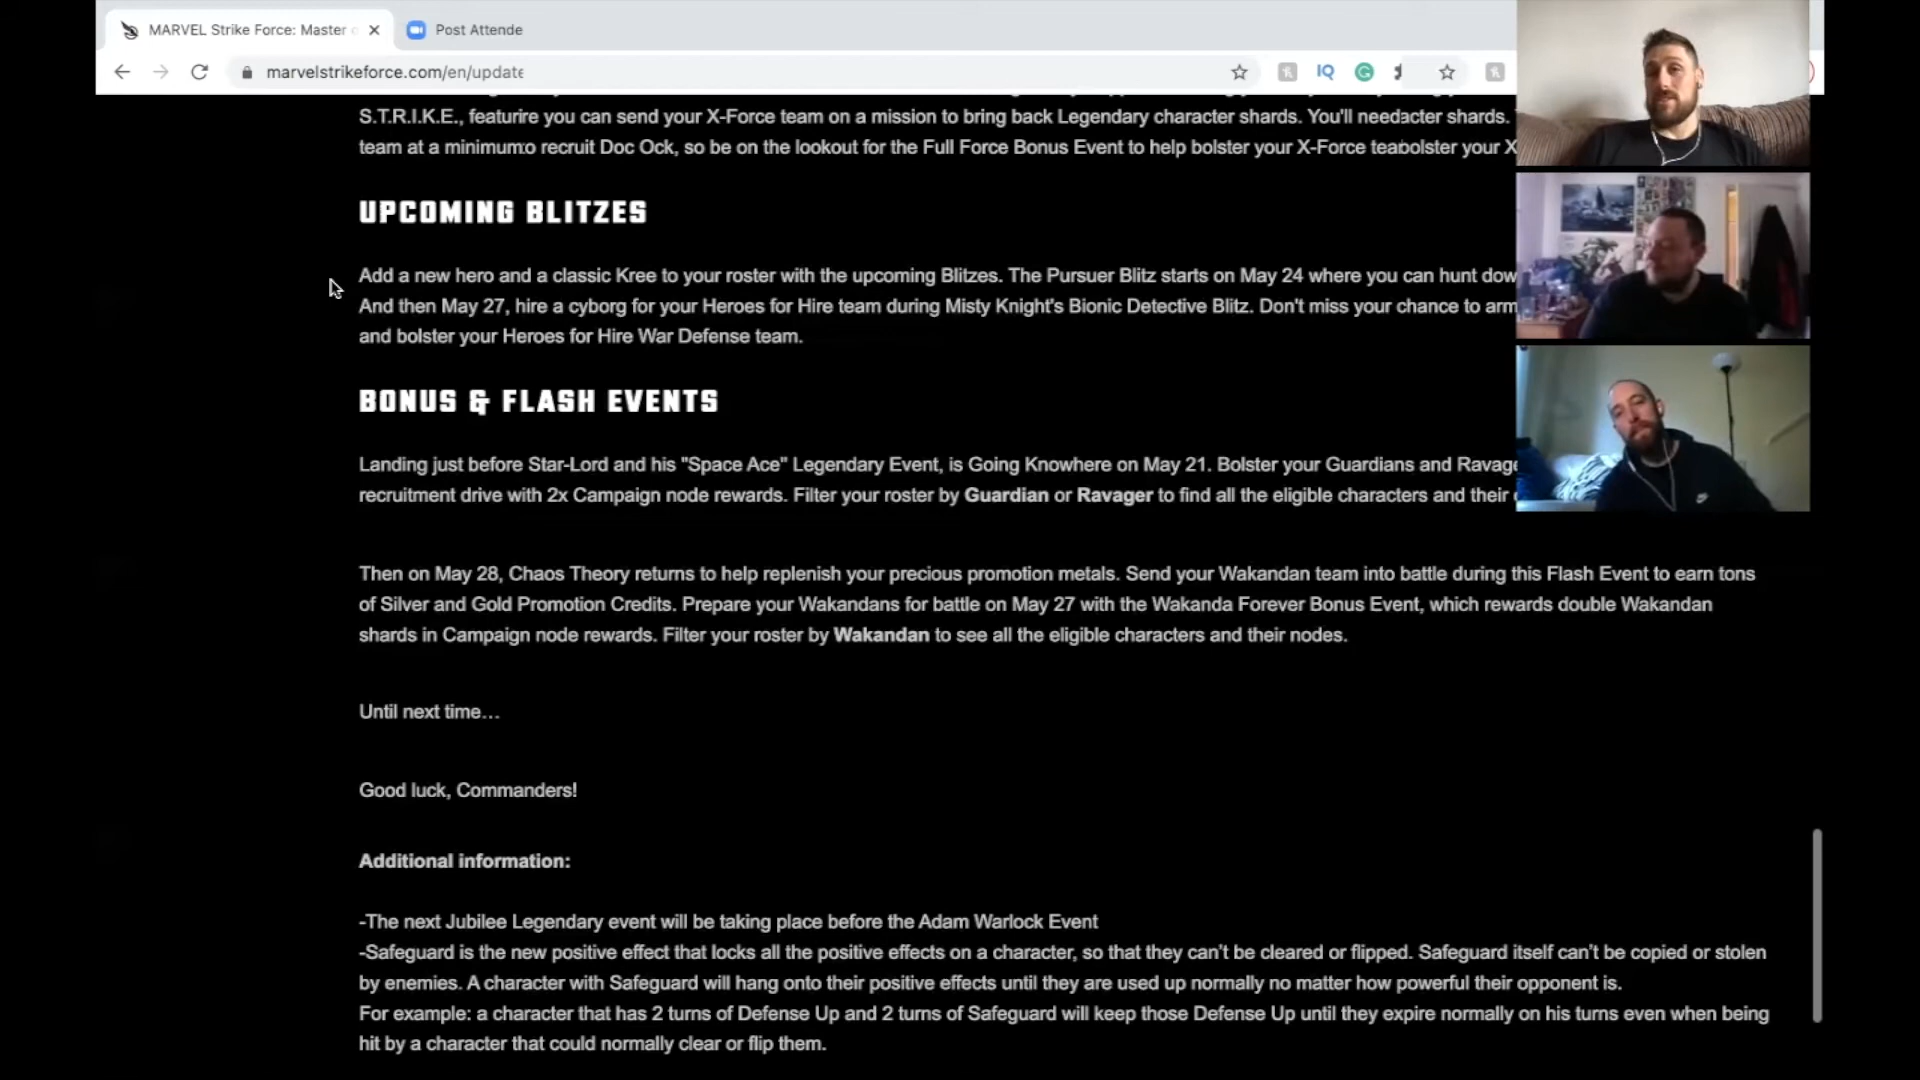 MARVEL Strike Force: Master o
Post Attende
marvelstrikeforce.com/en/update
IQ
S.T.R.I.K.E., featurire you can send your X-Force team on a mission to bring back Legendary character shards. You'll needacter shards.
team at a minimumo recruit Doc Ock, so be on the lookout for the Full Force Bonus Event to help bolster your X-Force teabolster your X
UPCOMING BLITZES
Add a new hero and a classic Kree to your roster with the upcoming Blitzes. The Pursuer Blitz starts on May 24 where you can hunt dow
And then May 27, hire a cyborg for your Heroes for Hire team during Misty Knight's Bionic Detective Blitz. Don't miss your chance to arm
and bolster your Heroes for Hire War Defense team.
BONUS & FLASH EVENTS
Landing just before Star-Lord and his "Space Ace" Legendary Event, is Going Knowhere on May 21. Bolster your Guardians and Ravage
recruitment drive with 2x Campaign node rewards. Filter your roster by Guardian or Ravager to find all the eligible characters and their
Then on May 28, Chaos Theory returns to help replenish your precious promotion metals. Send your Wakandan team into battle during this Flash Event to earn tons
of Silver and Gold Promotion Credits. Prepare your Wakandans for battle on May 27 with the Wakanda Forever Bonus Event, which rewards double Wakandan
shards in Campaign node rewards. Filter your roster by Wakandan to see all the eligible characters and their nodes.
Until next time…
Good luck, Commanders!
Additional information:
-The next Jubilee Legendary event will be taking place before the Adam Warlock Event
-Safeguard is the new positive effect that locks all the positive effects on a character, so that they can't be cleared or flipped. Safeguard itself can't be copied or stolen
by enemies. A character with Safeguard will hang onto their positive effects until they are used up normally no matter how powerful their opponent is.
For example: a character that has 2 turns of Defense Up and 2 turns of Safeguard will keep those Defense Up until they expire normally on his turns even when being
hit by a character that could normally clear or flip them.